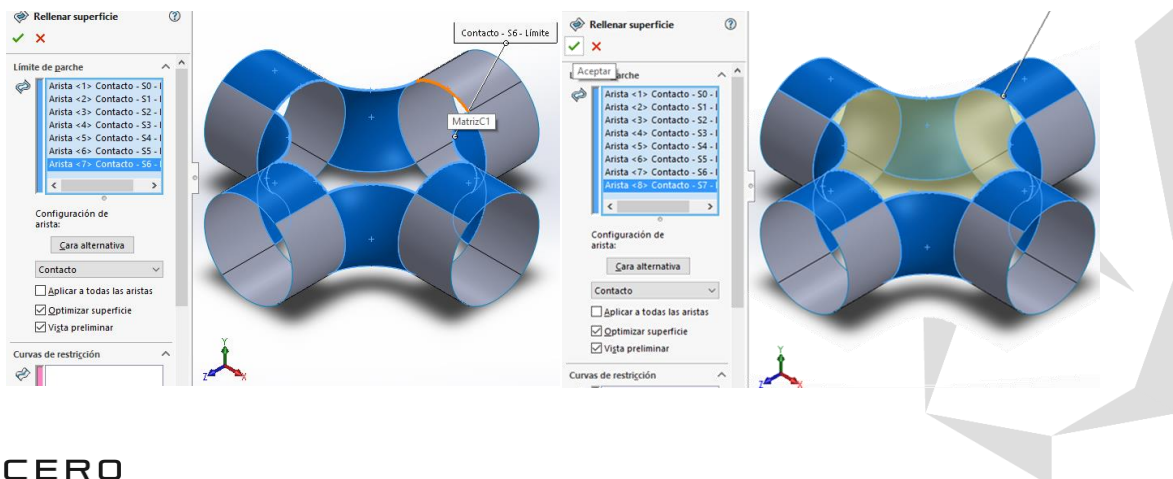 Rellenar superficie
Límite de parche
Arista <1> Contacto - S0 - l
Arista <2> Contacto - S1 - l
Arista <3> Contacto - S2 - l
Arista <4> Contacto - S3 - l
Arista <5> Contacto - S4 - l
Arista <6> Contacto - S5 - l
Arista <7> Contacto - S6 - l
Configuración de
arista:
Cara alternativa
Contacto
Aplicar a todas las aristas
Optimizar superficie
Vista preliminar
Curvas de restricción
Contacto - S6 - Límite
MatrizC1
Y
Z
X
Rellenar superficie
Aceptar
L
arche
Arista <1> Contacto - S0 - l
Arista <2> Contacto - S1 - l
Arista <3> Contacto - S2 - l
Arista <4> Contacto - S3 - l
Arista <5> Contacto - S4 - l
Arista <6> Contacto - S5 - l
Arista <7> Contacto - S6 - l
Arista <8> Contacto - S7 - l
Configuración de
arista:
Cara alternativa
Contacto
Aplicar a todas las aristas
Optimizar superficie
Vista preliminar
Curvas de restricción
Y
Z
X
CERO